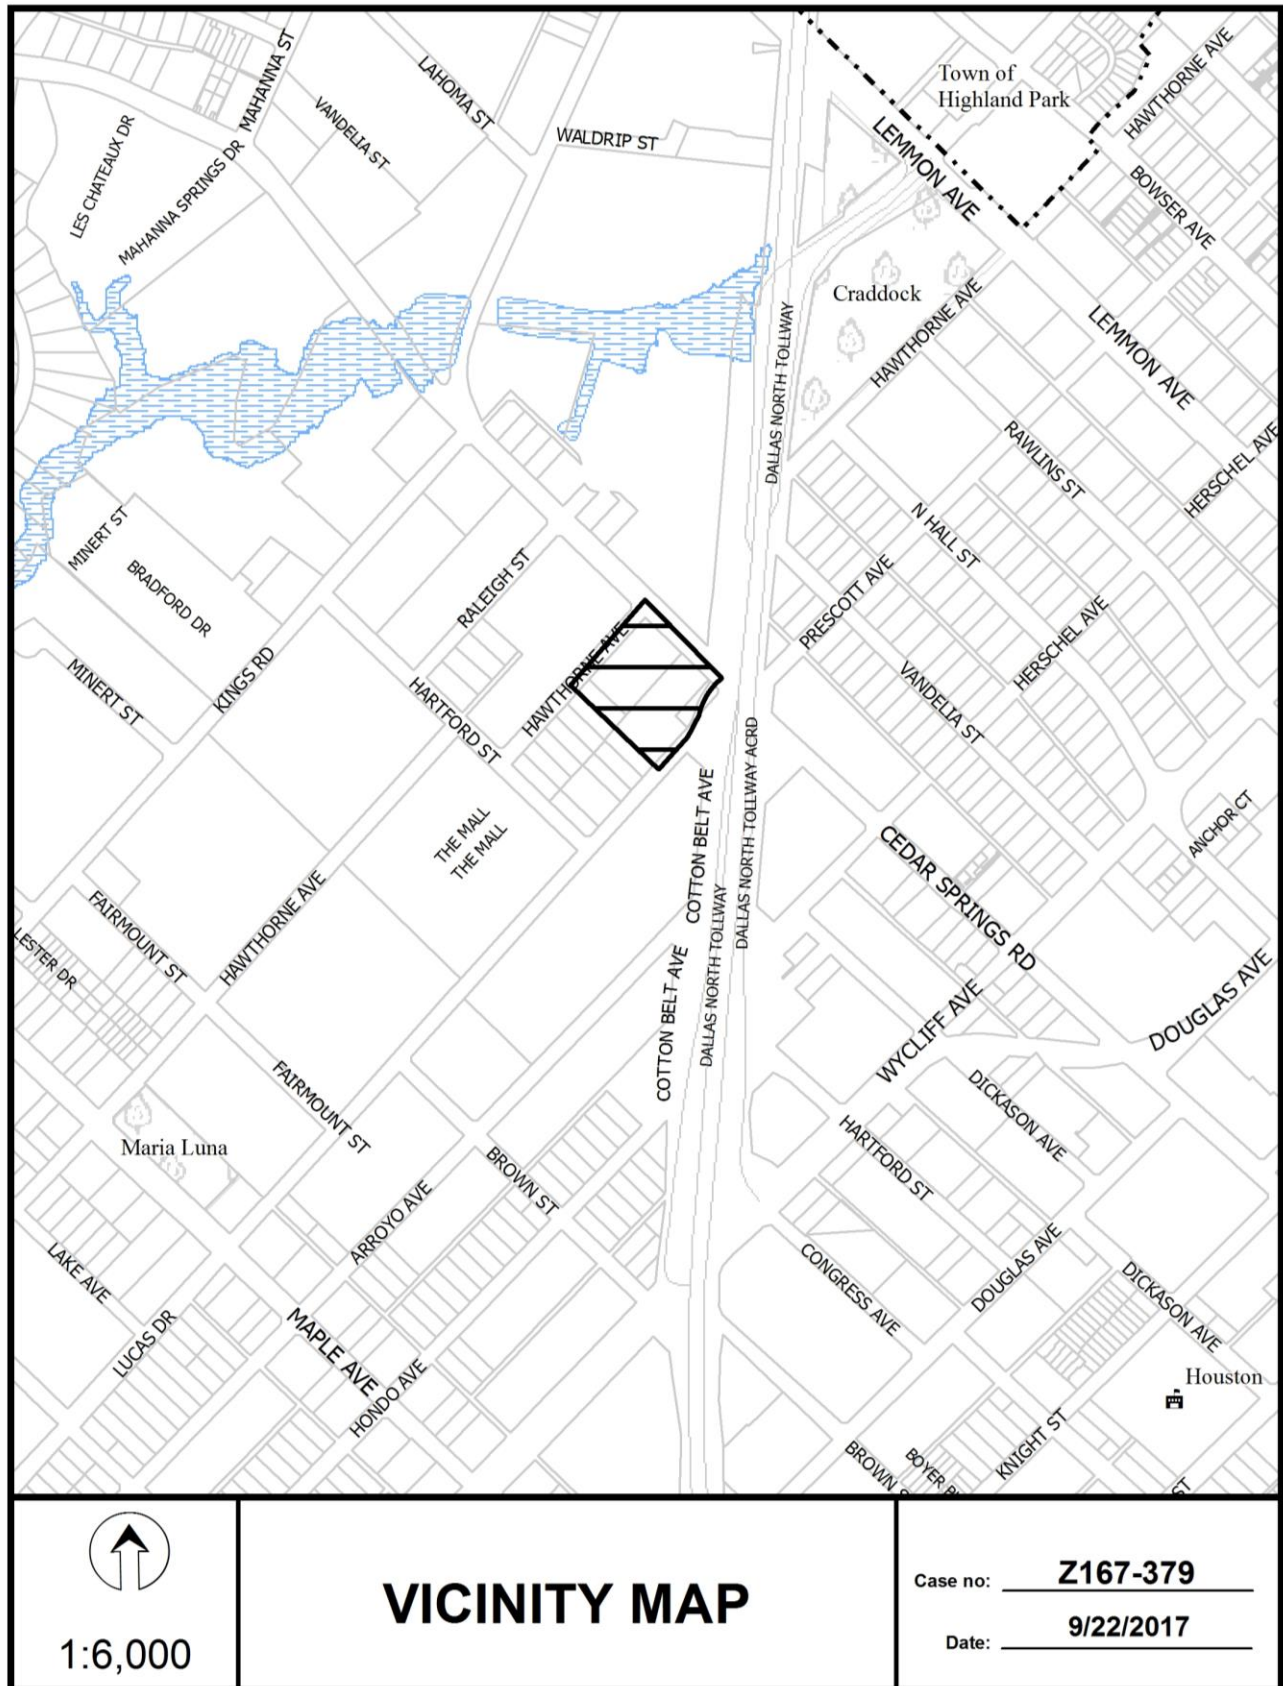 MAHANNA ST
LAHOMA ST
HAWTHORNE AVE
Town of
Highland Park
VANDELIA ST
WALDRIP ST
LEMMON AVE
LES CHATEAUX DR
MAHANNA SPRINGS DR
BOWSER AVE
Craddock
HAWTHORNE AVE
LEMMON AVE
DALLAS NORTH TOLLWAY
RAWLINS ST
HERSCHEL AVE
MINERT ST
N HALL ST
BRADFORD DR
RALEIGH ST
PRESCOTT AVE
HERSCHEL AVE
HAWTHORNE AVE
MINERT ST
KINGS RD
HARTFORD ST
VANDELIA ST
COTTON BELT AVE
DALLAS NORTH TOLLWAY ACRD
THE MALL
THE MALL
ANCHOR CT
CEDAR SPRINGS RD
FAIRMOUNT ST
HAWTHORNE AVE
LESTER DR
COTTON BELT AVE
DALLAS NORTH TOLLWAY
WYCLIFF AVE
DOUGLAS AVE
FAIRMOUNT ST
DICKASON AVE
Maria Luna
HARTFORD ST
BROWN ST
ARROYO AVE
LAKE AVE
CONGRESS AVE
DOUGLAS AVE
DICKASON AVE
LUCAS DR
MAPLE AVE
HONDO AVE
Houston
KNIGHT ST
BROWN S
BOYER P
ST
1:6,000
VICINITY MAP
Case no: Z167-379
Date: 9/22/2017